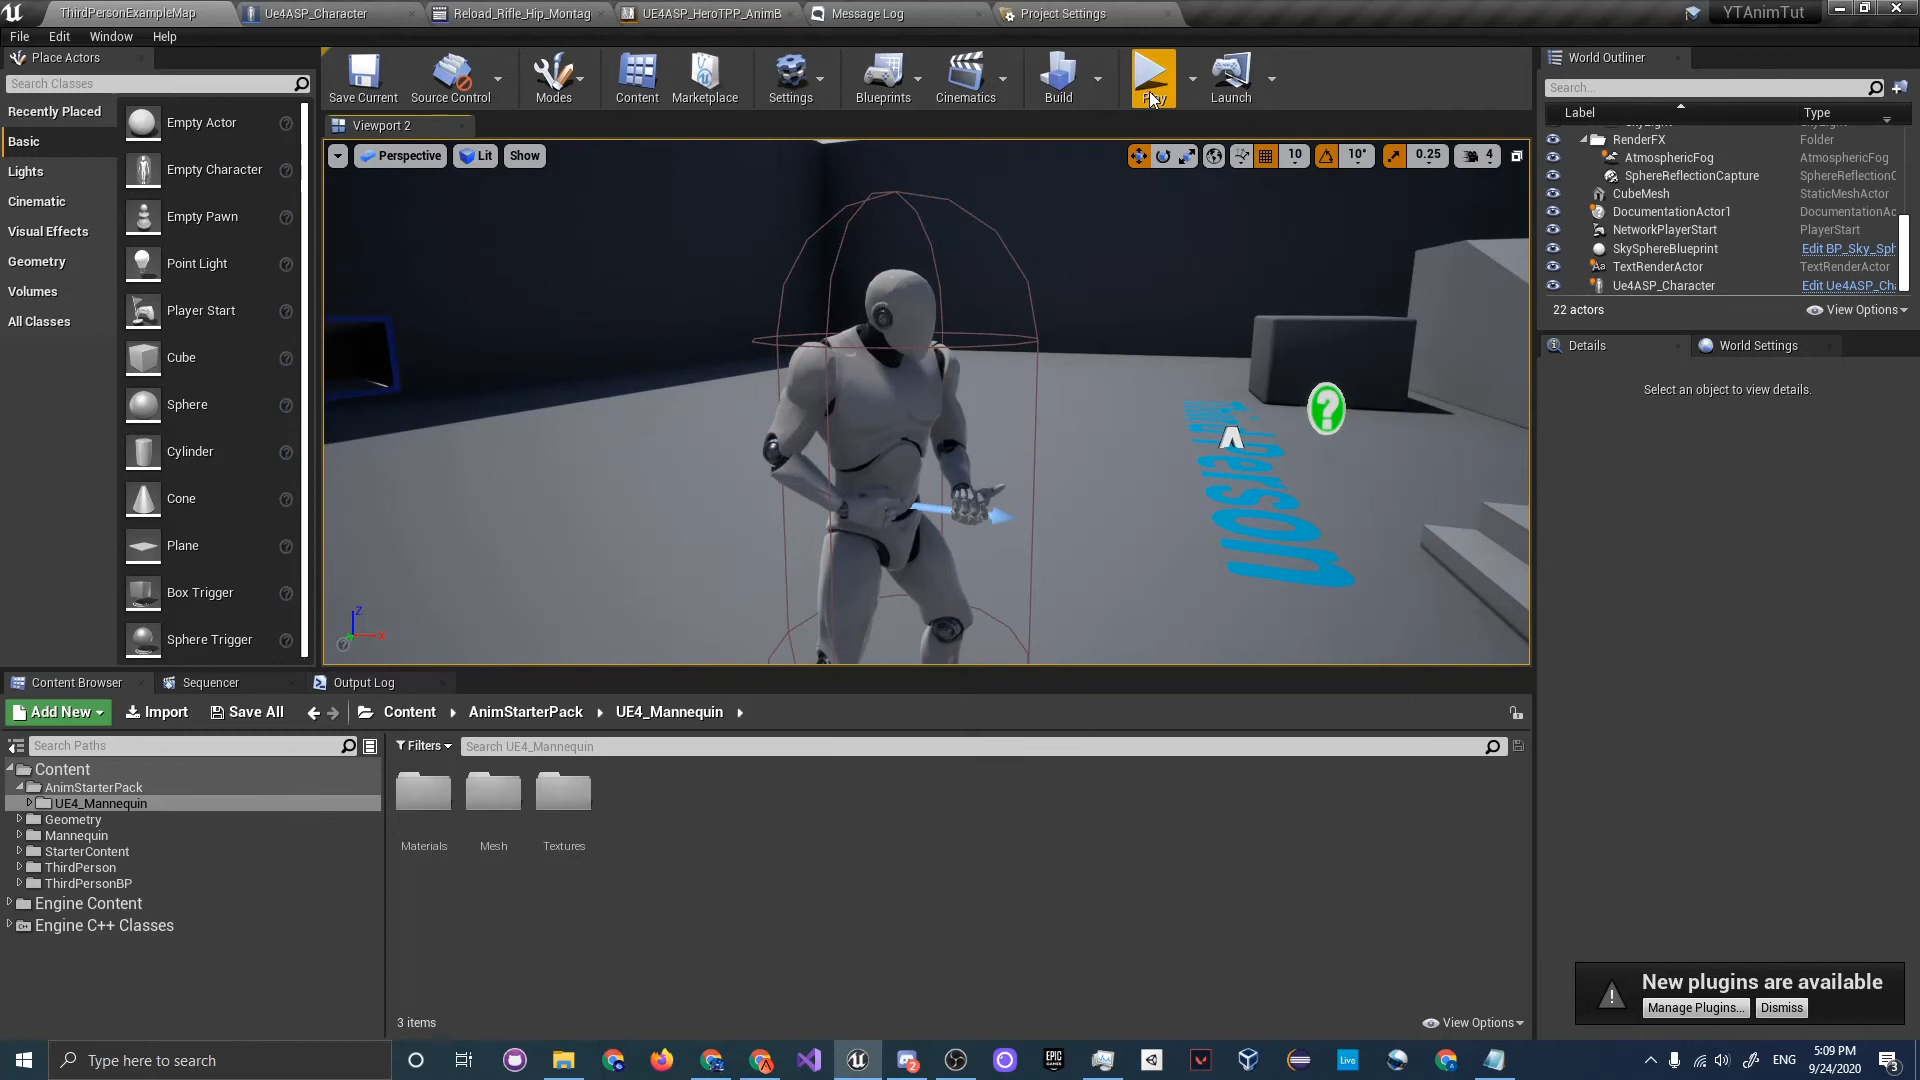 ThirdPersonExampleMap
Ue4ASP_Character
Reload_Rifle_Hip_Montag
UE4ASP_HeroTPP_AnimB
Message Log
Project Settings
YTAnimTut
File
Edit
Window
Help
Place Actors
Search Classes
Recently Placed
Basic
Lights
Cinematic
Visual Effects
Geometry
Volumes
All Classes
Empty Actor
Empty Character
Empty Pawn
Point Light
Player Start
Cube
Sphere
Cylinder
Cone
Plane
Box Trigger
Sphere Trigger
Save Current
Source Control
Modes
Content
Marketplace
Settings
Blueprints
Cinematics
Build
Play
Launch
Viewport 2
Perspective
Lit
Show
10
10°
0.25
4
World Outliner
Search...
Label
Type
RenderFX
Folder
AtmosphericFog
AtmosphericFog
SphereReflectionCapture
SphereReflectionC
CubeMesh
StaticMeshActor
DocumentationActor1
DocumentationAc
NetworkPlayerStart
PlayerStart
SkySphereBlueprint
Edit BP_Sky_Sph
TextRenderActor
TextRenderActor
Ue4ASP_Character
Edit Ue4ASP_Cha
22 actors
View Options
Details
World Settings
Select an object to view details.
Content Browser
Sequencer
Output Log
Add New
Import
Save All
Content
AnimStarterPack
UE4_Mannequin
Search Paths
Filters
Search UE4_Mannequin
Content
AnimStarterPack
UE4_Mannequin
Geometry
Mannequin
StarterContent
ThirdPerson
ThirdPersonBP
Engine Content
Engine C++ Classes
Materials
Mesh
Textures
3 items
View Options
New plugins are available
Manage Plugins...
Dismiss
Type here to search
ENG
5:09 PM
9/24/2020